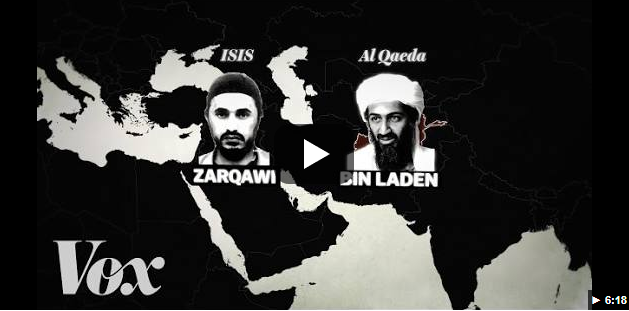 ISIS
Al Qaeda
ZARQAWI
BIN LADEN
Vox
6:18